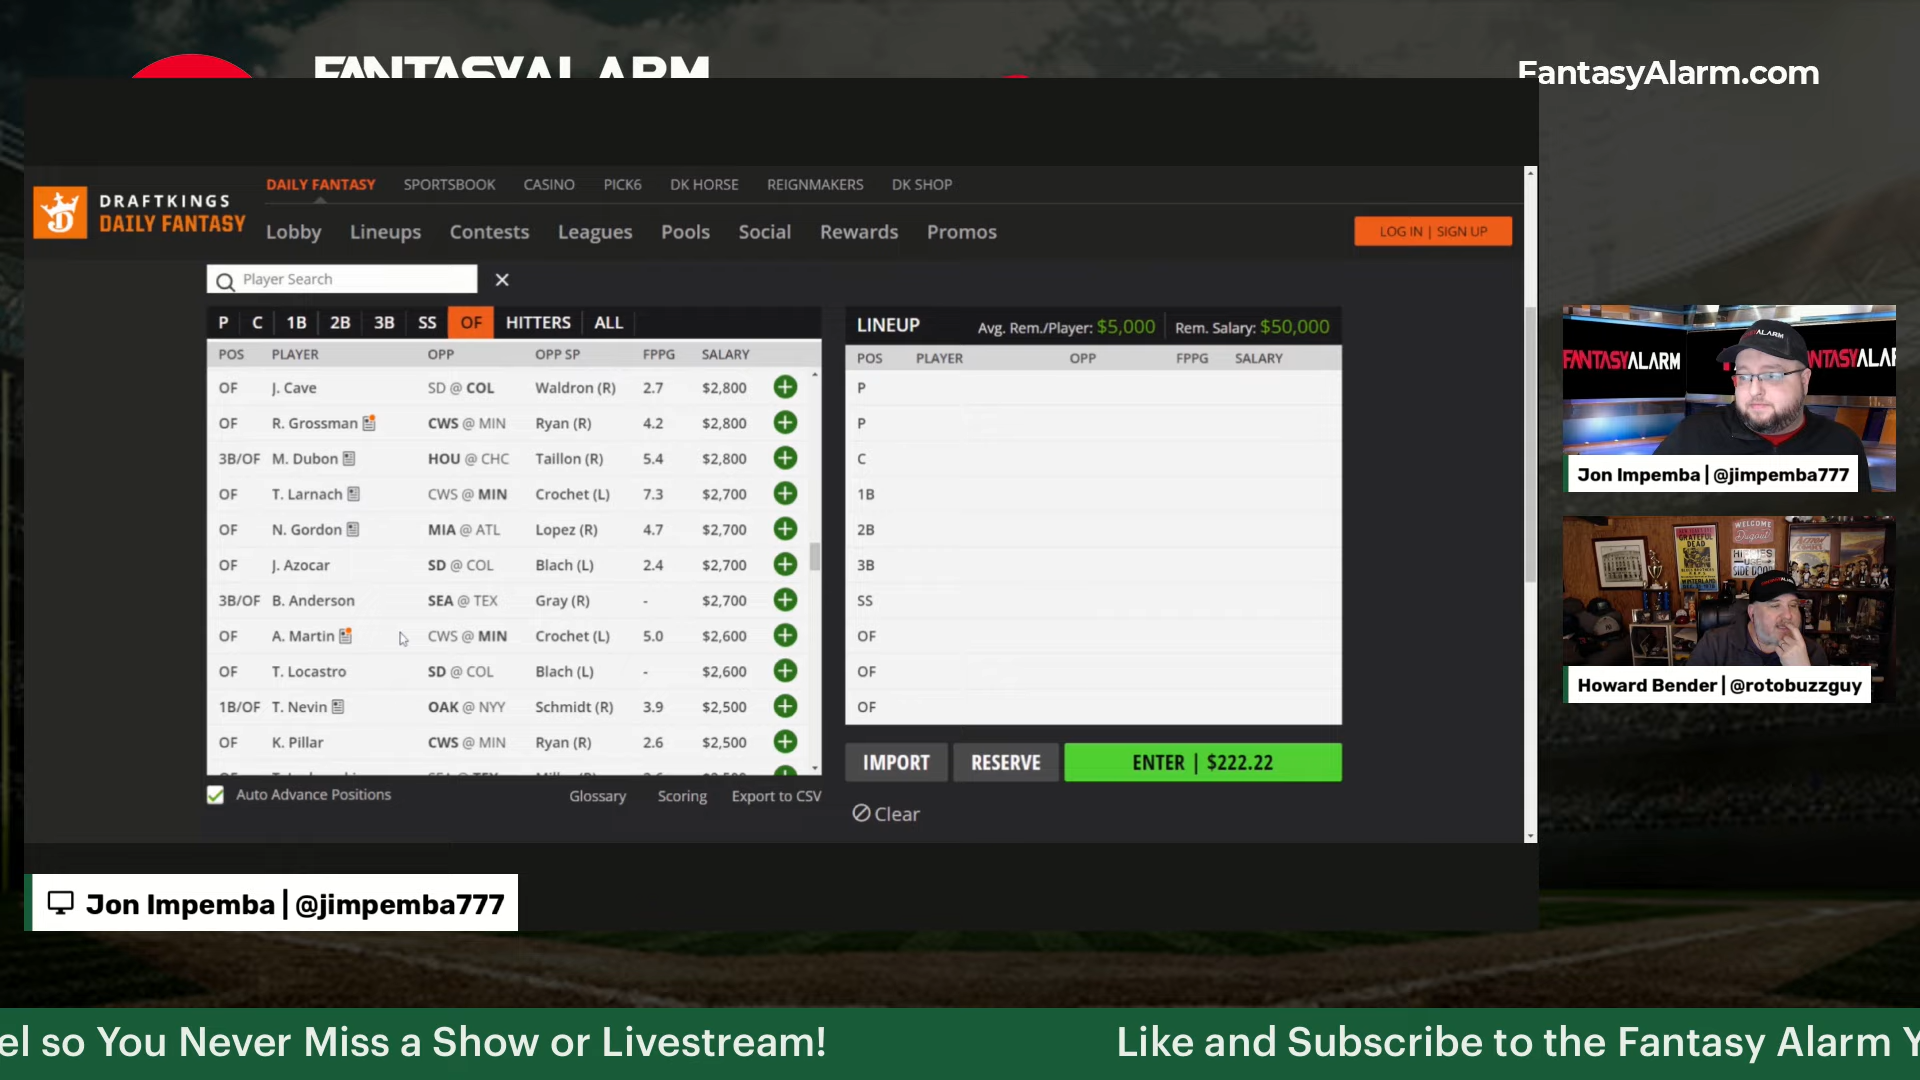 FANTASYALARM
FantasyAlarm.com
DRAFTKINGS
DAILY FANTASY
DAILY FANTASY SPORTSBOOK CASINO PICK6 DK HORSE REIGNMAKERS DK SHOP
Lobby Lineups Contests Leagues Pools Social Rewards Promos
LOG IN | SIGN UP
Player Search
P C 1B 2B 3B SS OF HITTERS ALL
POS PLAYER OPP OPP SP FPPG SALARY
OF J. Cave SD @ COL Waldron (R) 2.7 $2,800
OF R. Grossman CWS @ MIN Ryan (R) 4.2 $2,800
3B/OF M. Dubon HOU @ CHC Taillon (R) 5.4 $2,800
OF T. Larnach CWS @ MIN Crochet (L) 7.3 $2,700
OF N. Gordon MIA @ ATL Lopez (R) 4.7 $2,700
OF J. Azocar SD @ COL Blach (L) 2.4 $2,700
3B/OF B. Anderson SEA @ TEX Gray (R) - $2,700
OF A. Martin CWS @ MIN Crochet (L) 5.0 $2,600
OF T. Locastro SD @ COL Blach (L) - $2,600
1B/OF T. Nevin OAK @ NYY Schmidt (R) 3.9 $2,500
OF K. Pillar CWS @ MIN Ryan (R) 2.6 $2,500
Auto Advance Positions
Glossary Scoring Export to CSV
LINEUP Avg. Rem./Player: $5,000 Rem. Salary: $50,000
POS PLAYER OPP FPPG SALARY
P
P
C
1B
2B
3B
SS
OF
OF
OF
IMPORT RESERVE ENTER | $222.22
Clear
FANTASYALARM
Jon Impemba | @jimpemba777
WELCOME
GRATEFUL
DEAD
Howard Bender | @rotobuzzguy
Jon Impemba | @jimpemba777
el so You Never Miss a Show or Livestream! Like and Subscribe to the Fantasy Alarm Y